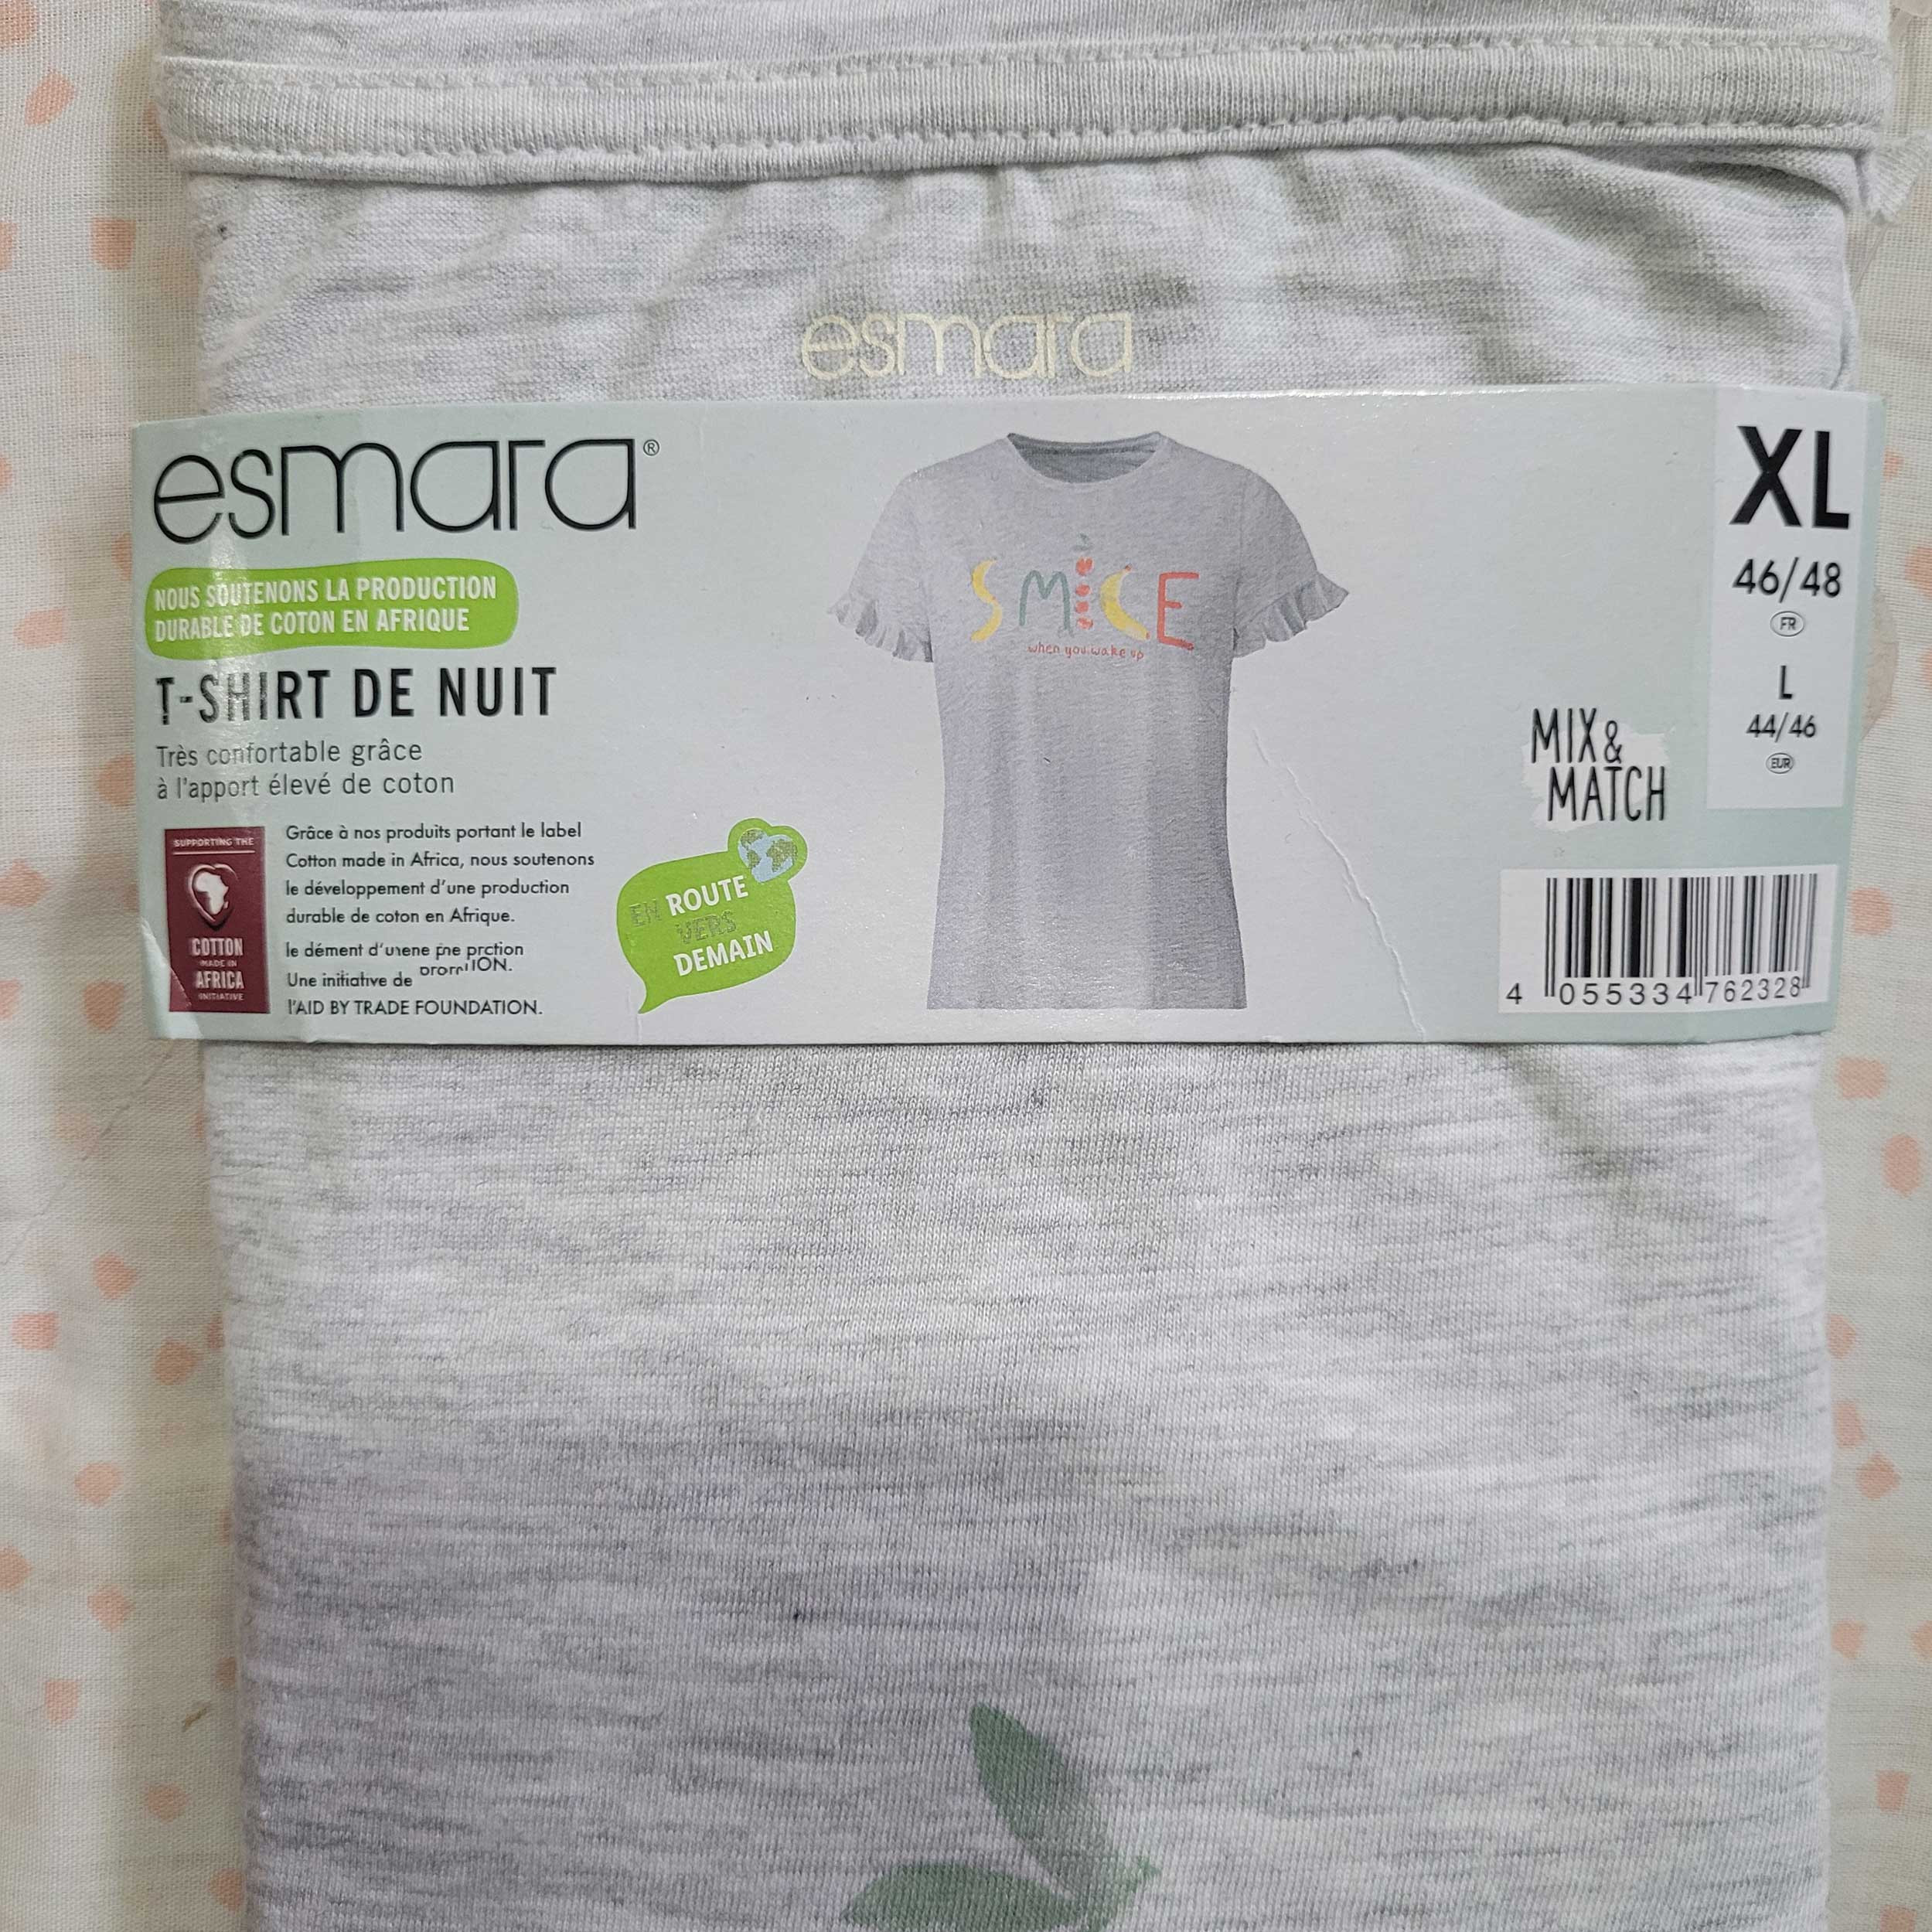 esmara
esmara®
NOUS SOUTENONS LA PRODUCTION
DURABLE DE COTON EN AFRIQUE
T-SHIRT DE NUIT
Très confortable grâce
à l'apport élevé de coton
SUPPORTING THE
COTTON
MADE IN
AFRICA
INITIATIVE
Grâce à nos produits portant le label
Cotton made in Africa, nous soutenons
le développement d'une production
durable de coton en Afrique.
le dément d'
Une initiative de
l'AID BY TRADE FOUNDATION.
EN ROUTE
VERS
DEMAIN
when you wake up
MIX&
MATCH
XL
46/48
FR
L
44/46
EUR
4 055334 762328